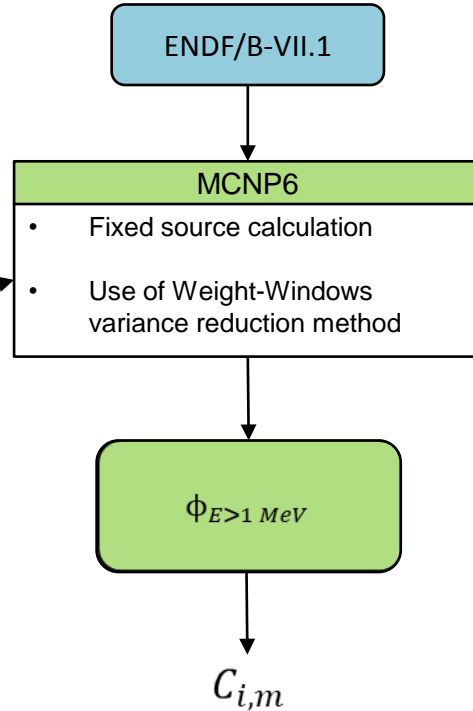 ENDF/B-VII.1
MCNP6
• Fixed source calculation
• Use of Weight-Windows
variance reduction method
ϕ_{E>1 MeV}
C_{i,m}